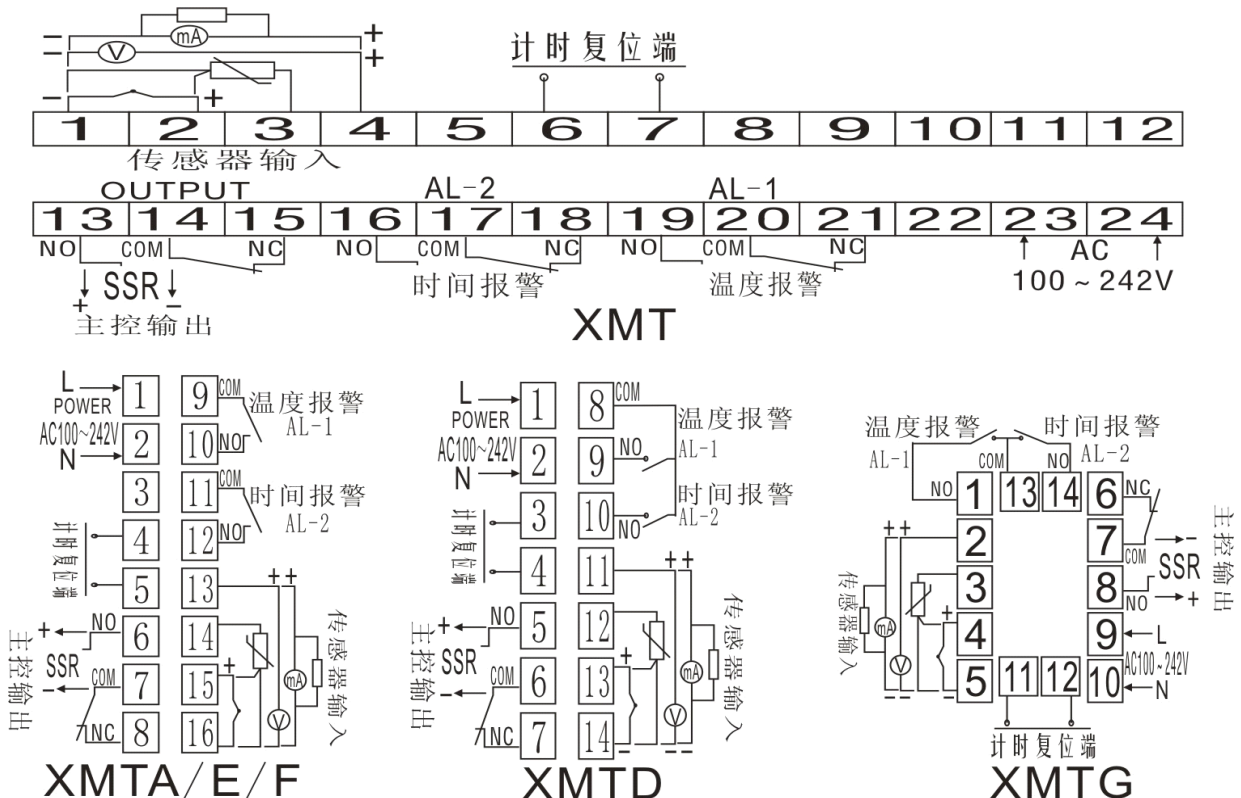 − mA +
− V +
− +
计时复位端
1 2 3 4 5 6 7 8 9 10 11 12
传感器输入
OUTPUT AL-2 AL-1
13 14 15 16 17 18 19 20 21 22 23 24
NO COM NC NO COM NC NO COM NC AC
SSR 时间报警 温度报警 100~242V
+ −
主控输出
XMT
L
POWER
AC100~242V
N
1 9 COM
2 10 NO
温度报警
AL-1
3 11 COM
4 12 NO
时间报警
AL-2
计时复位端
5 13 + +
+ NO 6 14
SSR
− COM 7 15 + mA
NC 8 16 − V − −
主控输出
传感器输入
XMTA/E/F
L
POWER
AC100~242V
N
1 8 COM
2 9 NO
温度报警
AL-1
3 10 NO
时间报警
AL-2
计时复位端
4 11 + +
+ NO 5 12
SSR
− COM 6 13 + mA
NC 7 14 − V − −
主控输出
传感器输入
XMTD
温度报警 时间报警
AL-1 COM NO AL-2
NO 1 13 14 6 NC
+ + 2 7 COM −
SSR
3 8 NO +
主控输出
传感器输入
mA + 4 9 L
V AC100~242V
− − − 5 11 12 10 N
计时复位端
XMTG